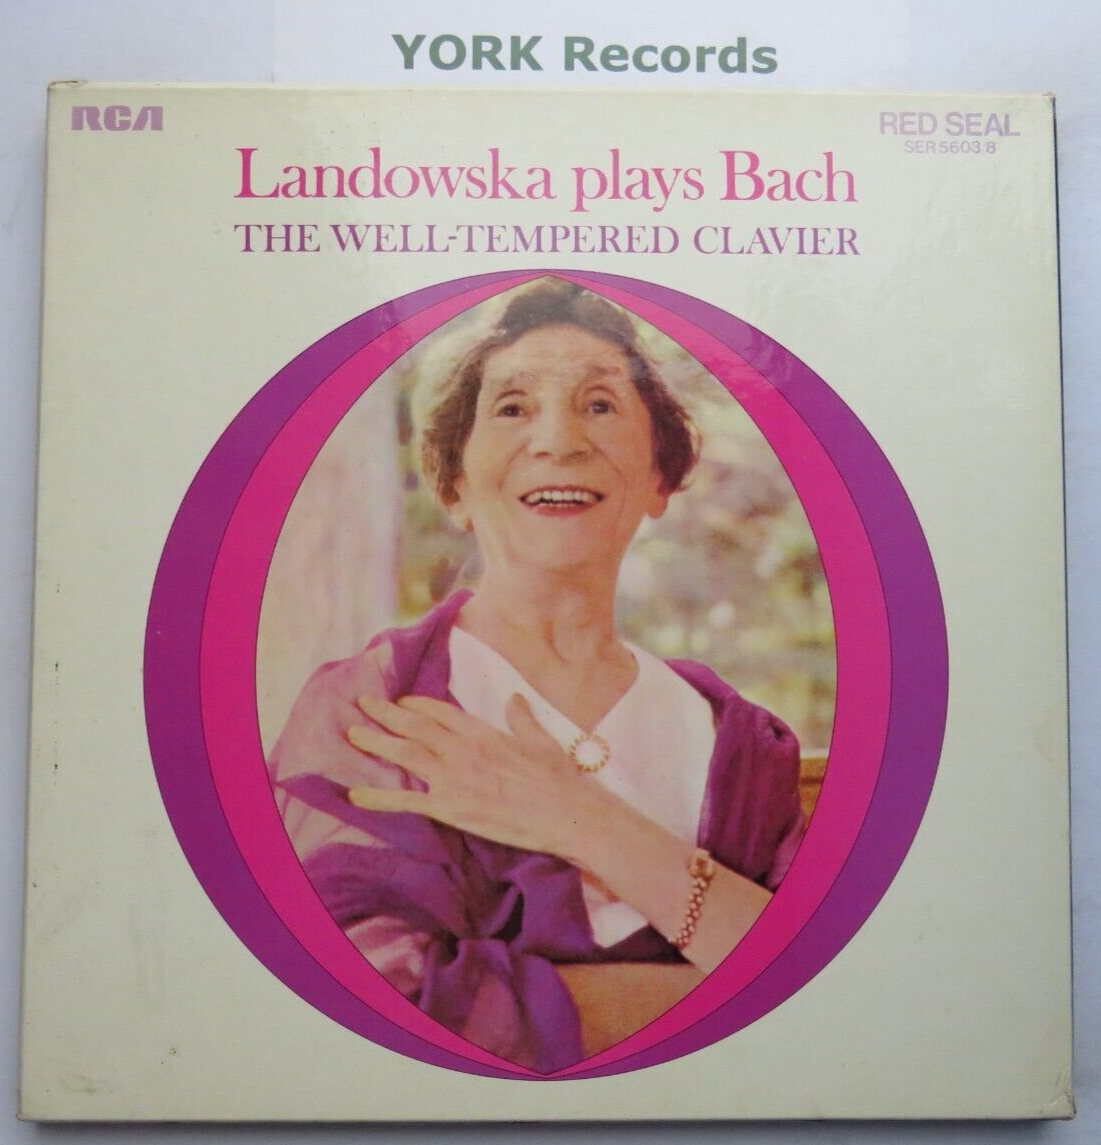 YORK Records
RCA
RED SEAL
SER 5603/8
Landowska plays Bach
THE WELL-TEMPERED CLAVIER